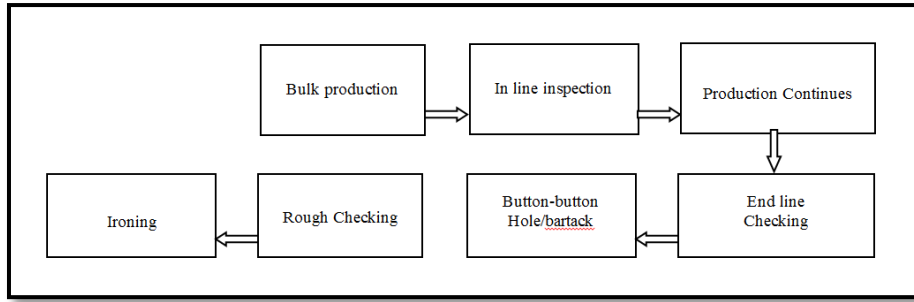 Bulk production
In line inspection
Production Continues
Ironing
Rough Checking
Button-button
Hole/bartack
End line
Checking